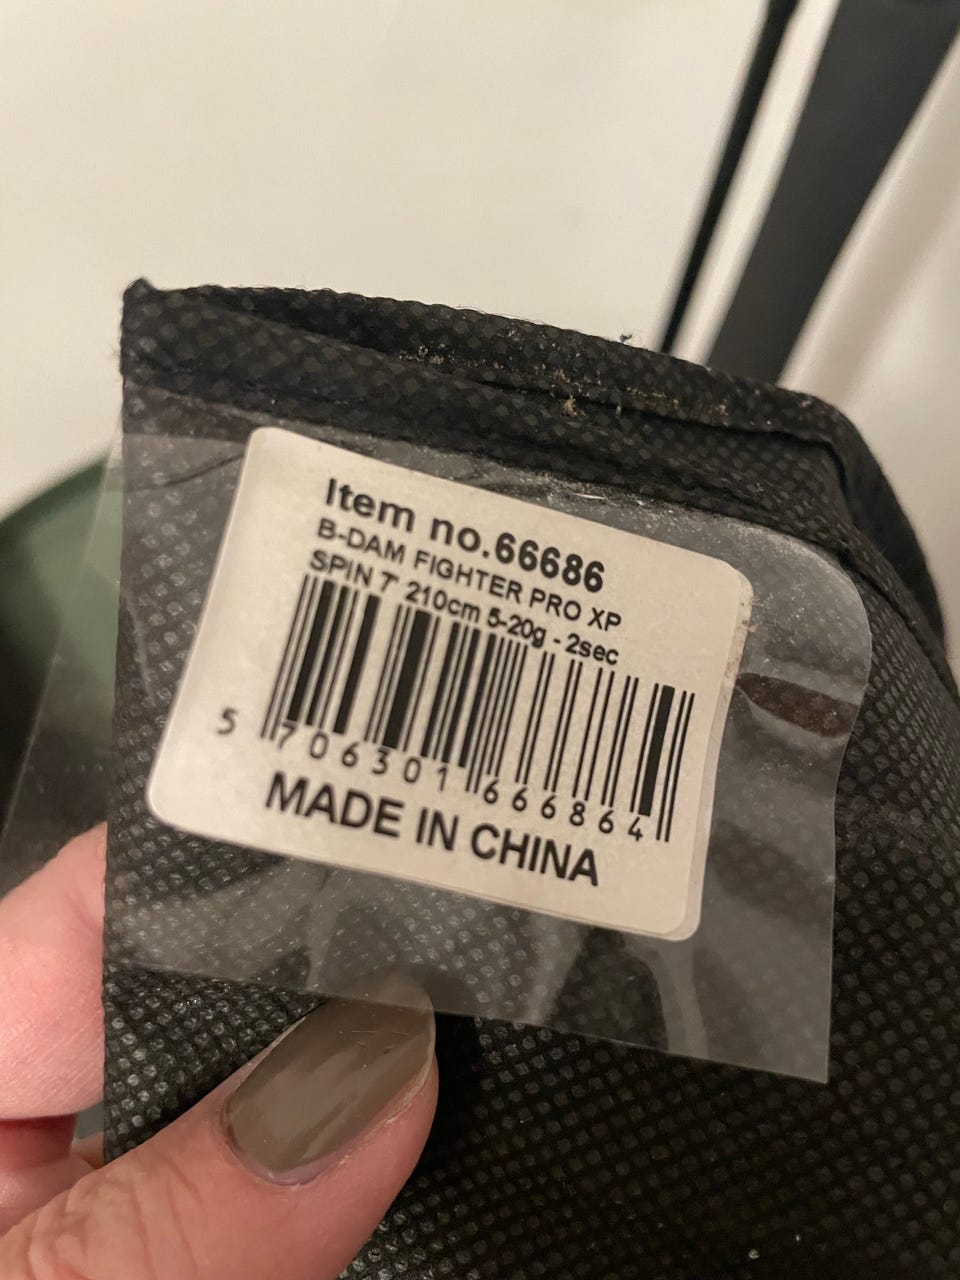 Item no.66686
B-DAM FIGHTER PRO XP
SPIN 7' 210cm 5-20g - 2sec
5 706301 666864
MADE IN CHINA